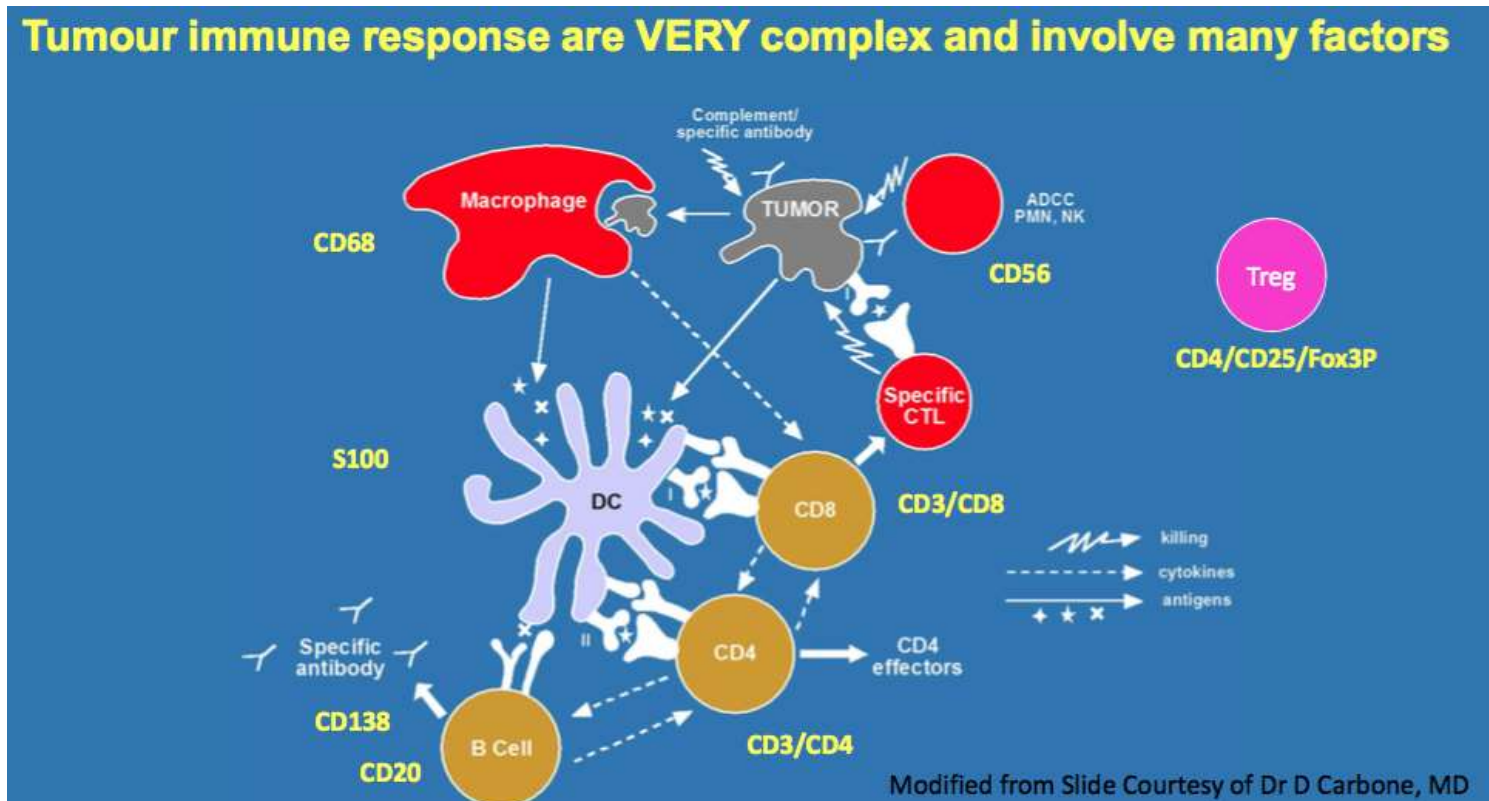 Tumour immune response are VERY complex and involve many factors
Complement/
specific antibody
Macrophage
TUMOR
ADCC
PMN, NK
CD68
CD56
Treg
I
CD4/CD25/Fox3P
Specific
CTL
S100
DC
I
CD8
CD3/CD8
killing
cytokines
antigens
Specific
antibody
II
CD4
CD4
effectors
CD138
B Cell
CD3/CD4
CD20
Modified from Slide Courtesy of Dr D Carbone, MD